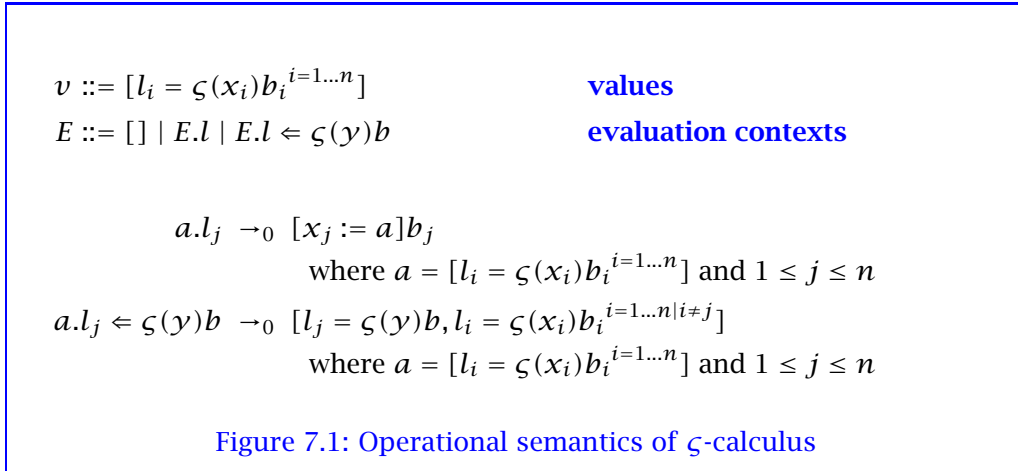 v ::= [l_i = ς(x_i)b_i^{i=1...n}] values
E ::= [] | E.l | E.l ⇐ ς(y)b evaluation contexts
a.l_j →_0 [x_j := a]b_j
where a = [l_i = ς(x_i)b_i^{i=1...n}] and 1 ≤ j ≤ n
a.l_j ⇐ ς(y)b →_0 [l_j = ς(y)b, l_i = ς(x_i)b_i^{i=1...n|i≠j}]
where a = [l_i = ς(x_i)b_i^{i=1...n}] and 1 ≤ j ≤ n
Figure 7.1: Operational semantics of ς-calculus